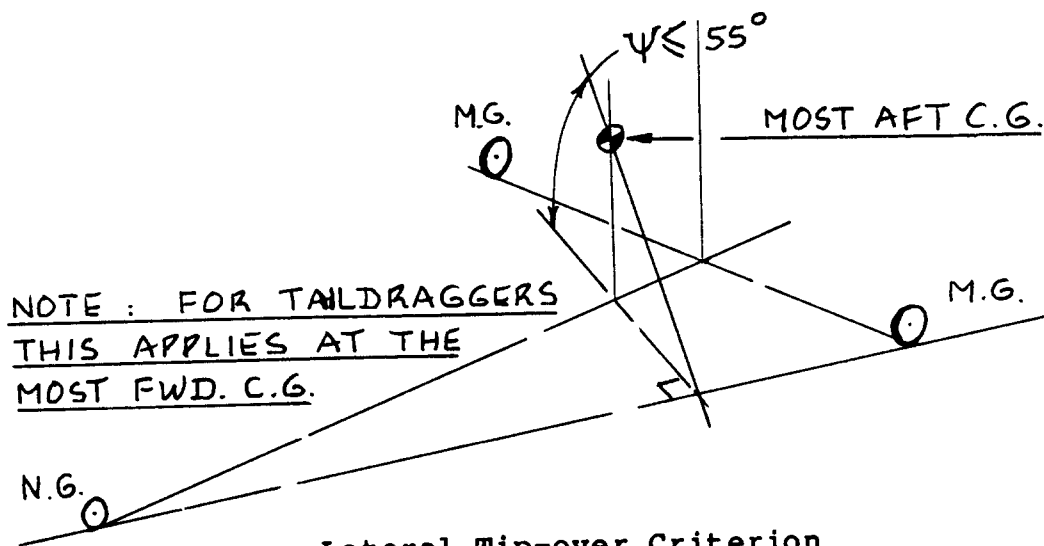 Ψ ≤ 55°
M.G.
MOST AFT C.G.
NOTE : FOR TAILDRAGGERS
THIS APPLIES AT THE
MOST FWD. C.G.
M.G.
N.G.
Lateral Tip-over Criterion